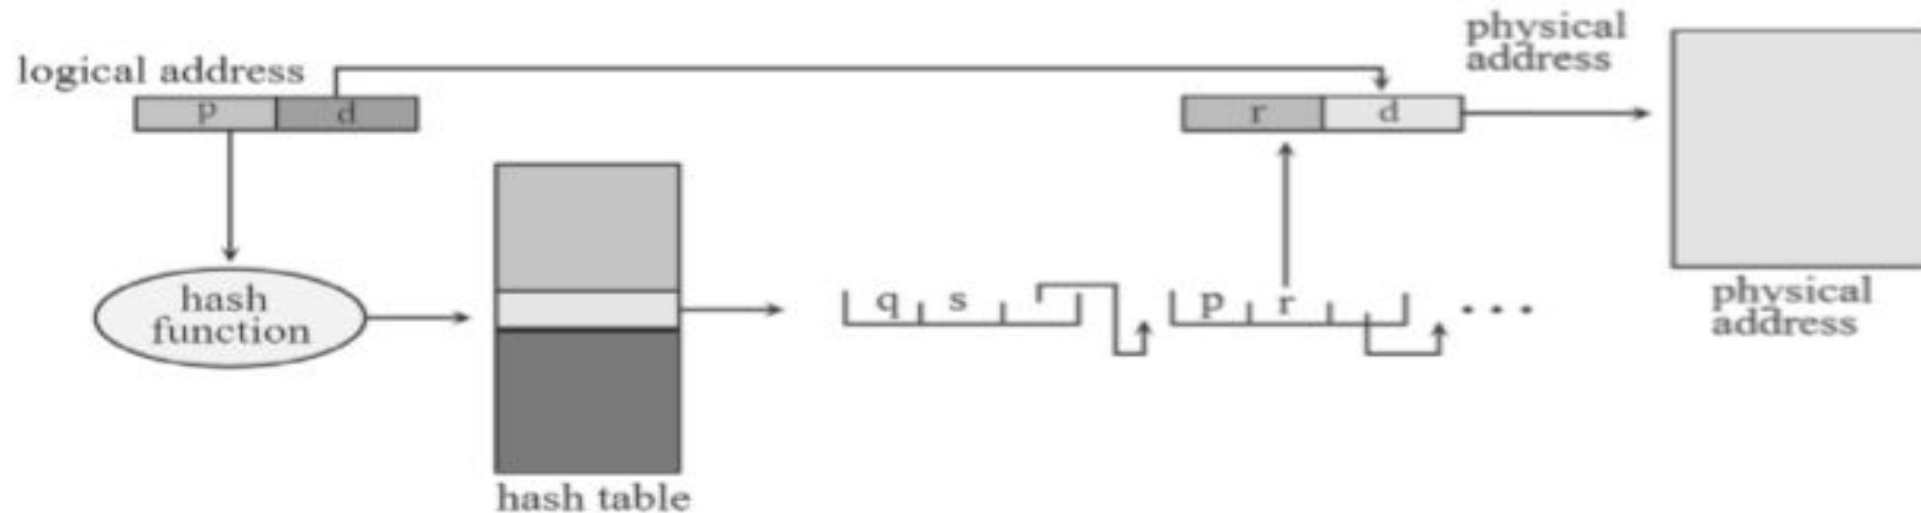 logical address
p d
physical
address
r d
hash
function
q s
p r
...
hash table
physical
address